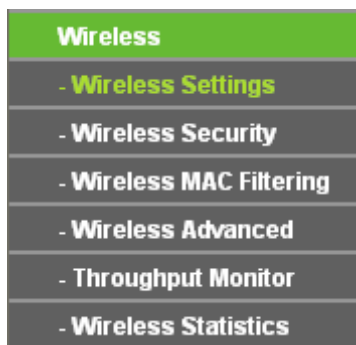 Wireless
- Wireless Settings
- Wireless Security
- Wireless MAC Filtering
- Wireless Advanced
- Throughput Monitor
- Wireless Statistics